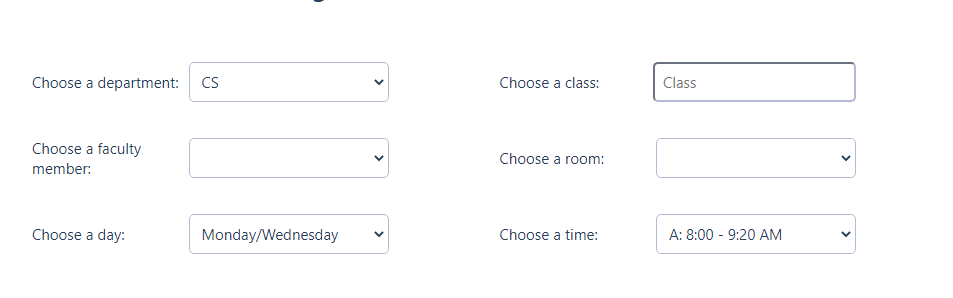 Choose a department:
CS
Choose a class:
Class
Choose a faculty
member:
Choose a room:
Choose a day:
Monday/Wednesday
Choose a time:
A: 8:00 - 9:20 AM